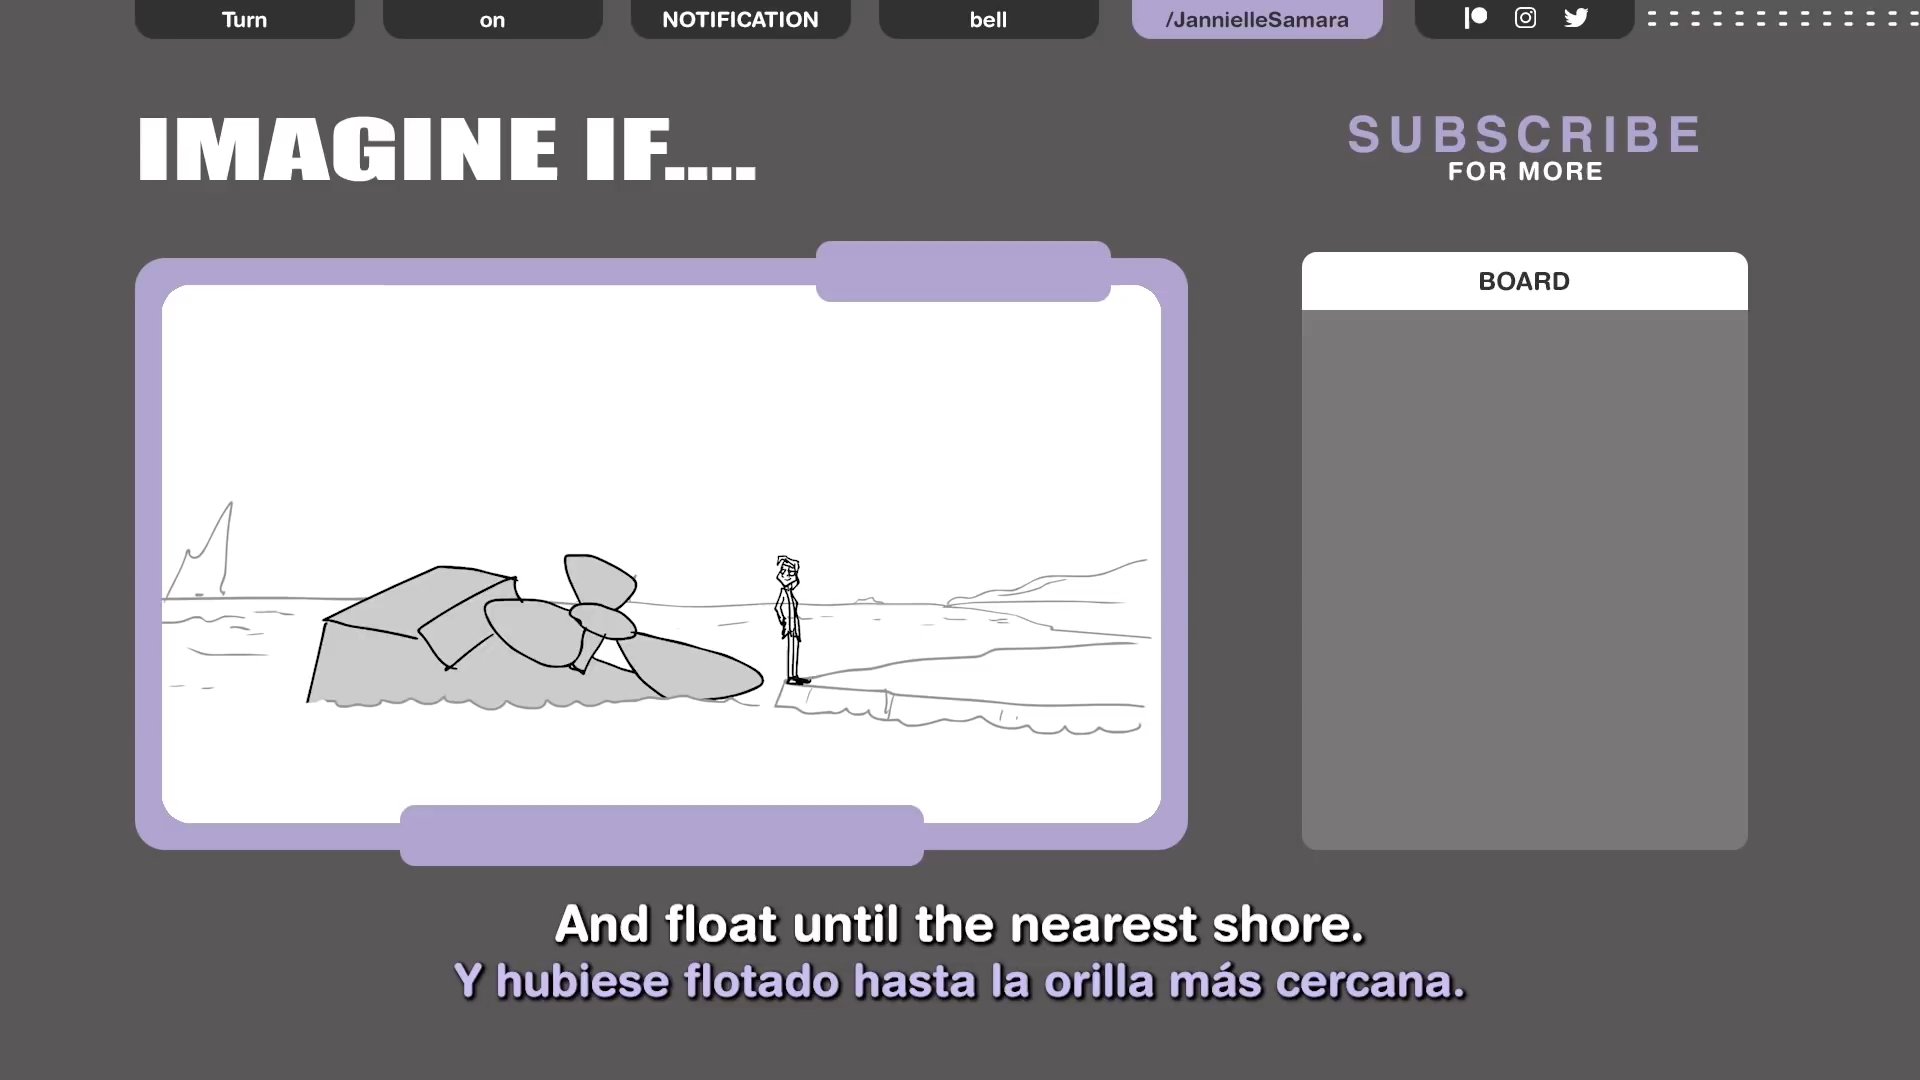 Turn
on
NOTIFICATION
bell
/JannielleSamara
IMAGINE IF....
SUBSCRIBE
FOR MORE
BOARD
And float until the nearest shore.
Y hubiese flotado hasta la orilla más cercana.